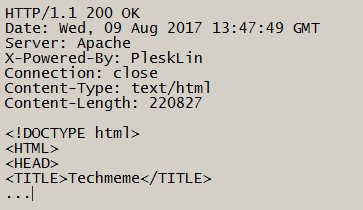 HTTP/1.1 200 OK
Date: Wed, 09 Aug 2017 13:47:49 GMT
Server: Apache
X-Powered-By: PleskLin
Connection: close
Content-Type: text/html
Content-Length: 220827

<!DOCTYPE html>
<HTML>
<HEAD>
<TITLE>Techmeme</TITLE>
...